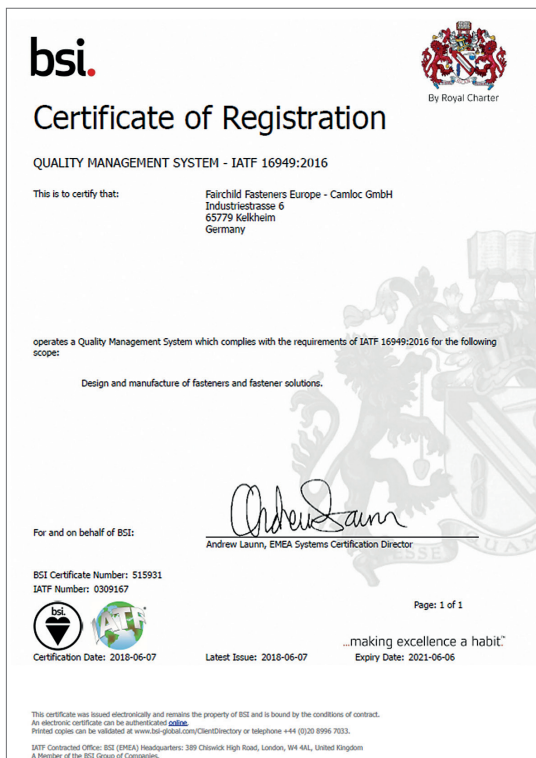 bsi.
By Royal Charter
Certificate of Registration
QUALITY MANAGEMENT SYSTEM - IATF 16949:2016
This is to certify that:
Fairchild Fasteners Europe - Camloc GmbH
Industriestrasse 6
65779 Kelkheim
Germany
operates a Quality Management System which complies with the requirements of IATF 16949:2016 for the following
scope:
Design and manufacture of fasteners and fastener solutions.
For and on behalf of BSI:
Andrew Launn
Andrew Launn, EMEA Systems Certification Director
ESSE QUAM
BSI Certificate Number: 515931
IATF Number: 0309167
Page: 1 of 1
bsi.
IATF
...making excellence a habit.™
Certification Date: 2018-06-07
Latest Issue: 2018-06-07
Expiry Date: 2021-06-06
This certificate was issued electronically and remains the property of BSI and is bound by the conditions of contract.
An electronic certificate can be authenticated online.
Printed copies can be validated at www.bsi-global.com/ClientDirectory or telephone +44 (0)20 8996 7033.
IATF Contracted Office: BSI (EMEA) Headquarters: 389 Chiswick High Road, London, W4 4AL, United Kingdom
A Member of the BSI Group of Companies.